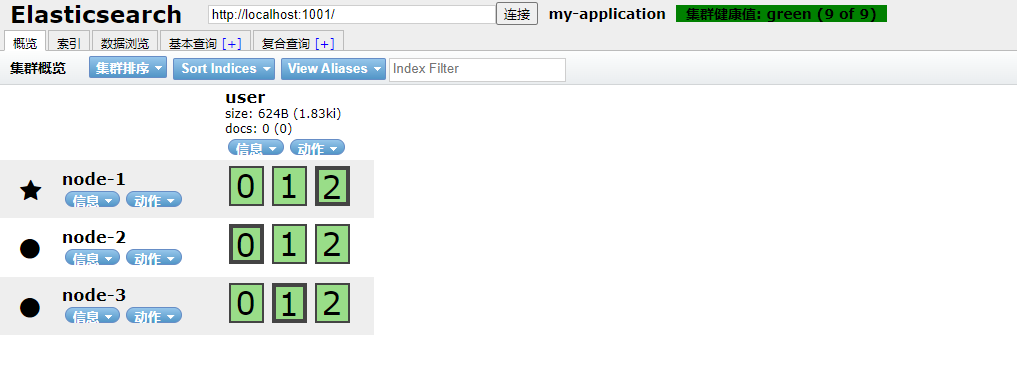 Elasticsearch http://localhost:1001/ 连接 my-application 集群健康值: green (9 of 9)
概览 索引 数据浏览 基本查询 [+] 复合查询 [+]
集群概览 集群排序 Sort Indices View Aliases Index Filter
user
size: 624B (1.83ki)
docs: 0 (0)
信息 动作
node-1 0 1 2
信息 动作
node-2 0 1 2
信息 动作
node-3 0 1 2
信息 动作